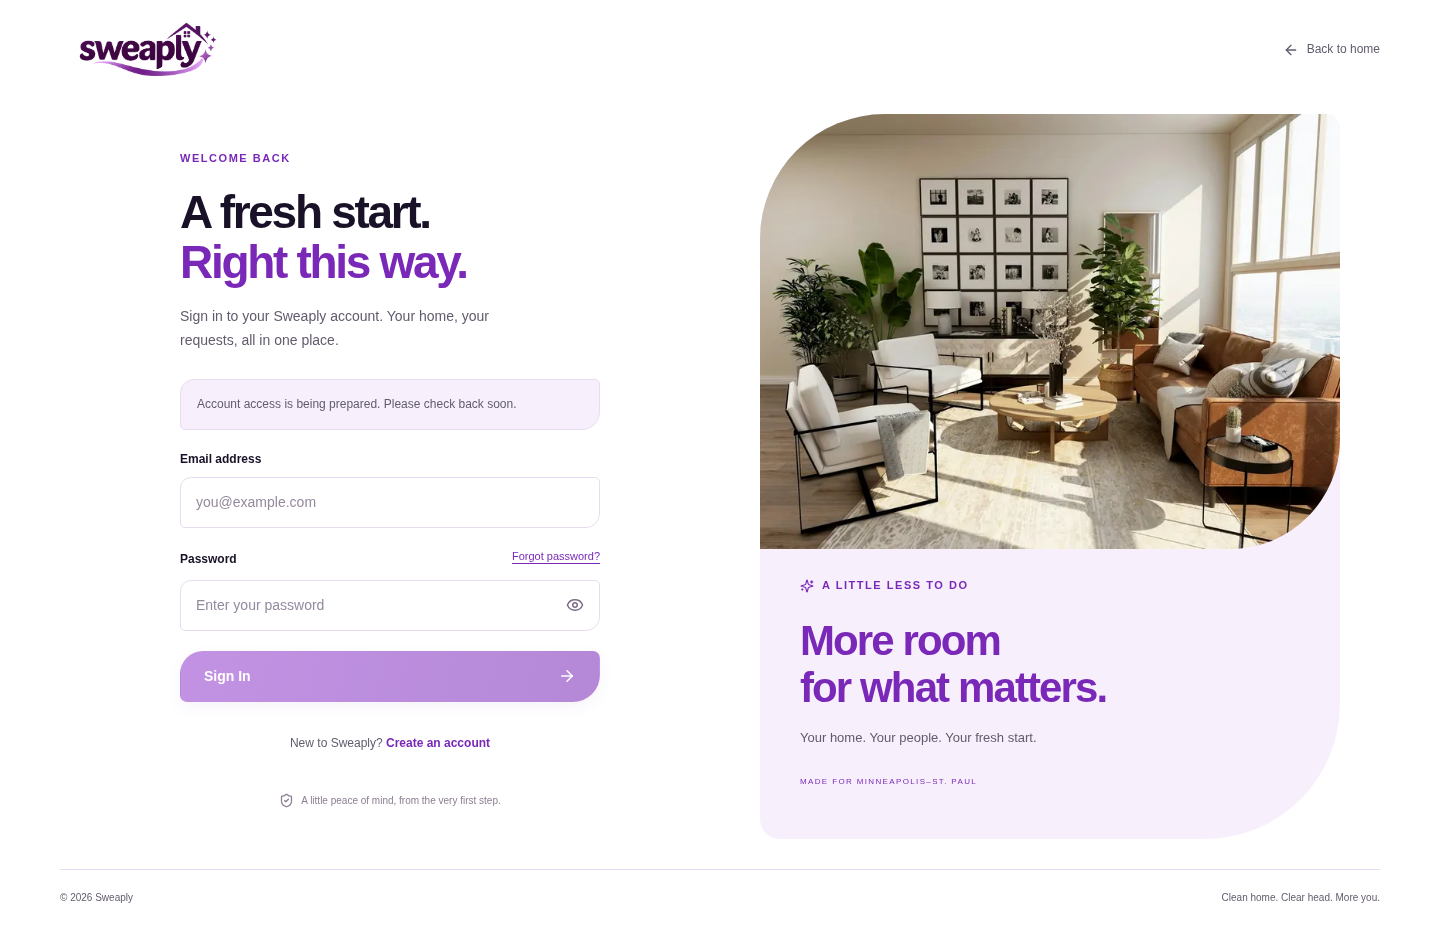 sweaply
Back to home
WELCOME BACK
A fresh start.
Right this way.
Sign in to your Sweaply account. Your home, your
requests, all in one place.
Account access is being prepared. Please check back soon.
Email address
you@example.com
Password
Forgot password?
Enter your password
Sign In
New to Sweaply? Create an account
A little peace of mind, from the very first step.
A LITTLE LESS TO DO
More room
for what matters.
Your home. Your people. Your fresh start.
MADE FOR MINNEAPOLIS–ST. PAUL
© 2026 Sweaply
Clean home. Clear head. More you.